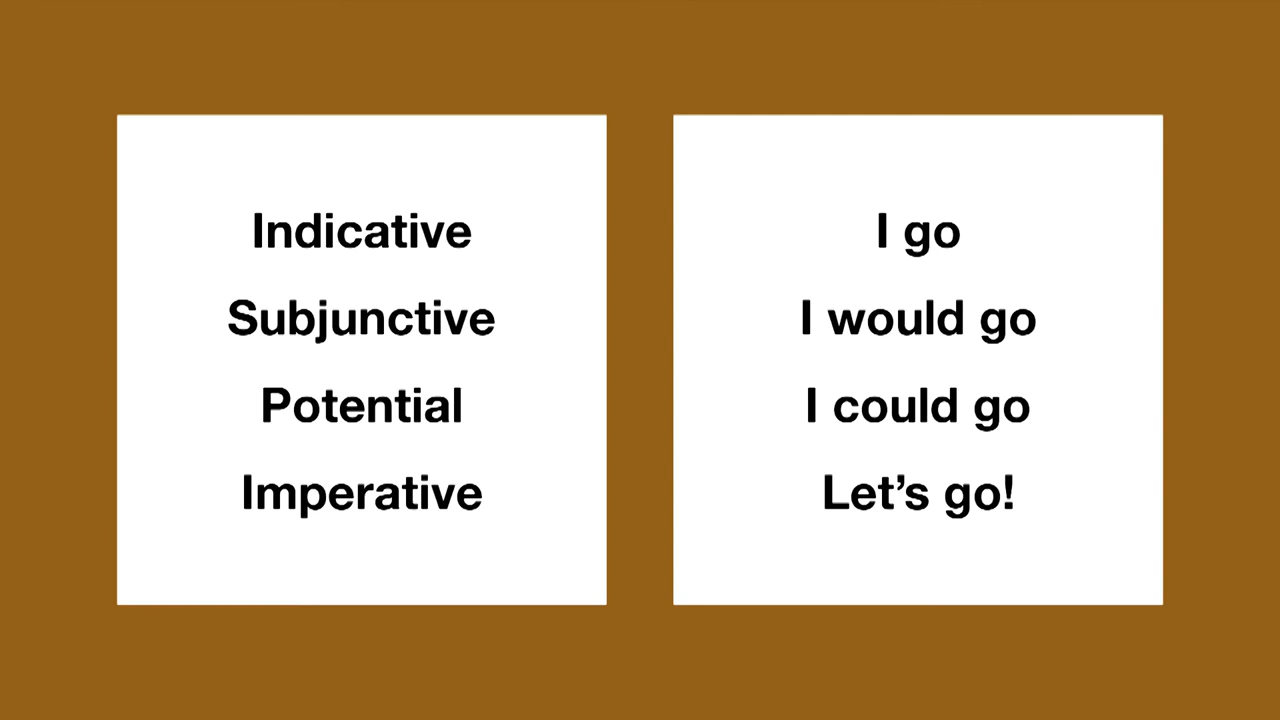 Indicative
Subjunctive
Potential
Imperative
I go
I would go
I could go
Let’s go!